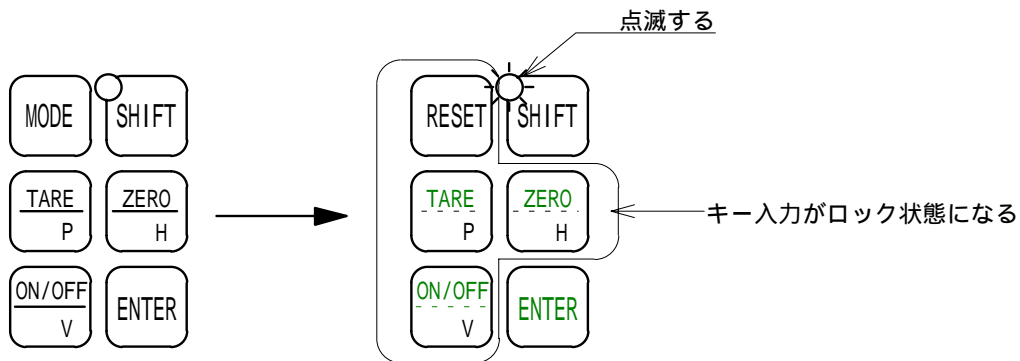 点滅する
MODE
SHIFT
RESET
SHIFT
TARE
P
ZERO
H
TARE
P
ZERO
H
キー入力がロック状態になる
ON/OFF
V
ENTER
ON/OFF
V
ENTER